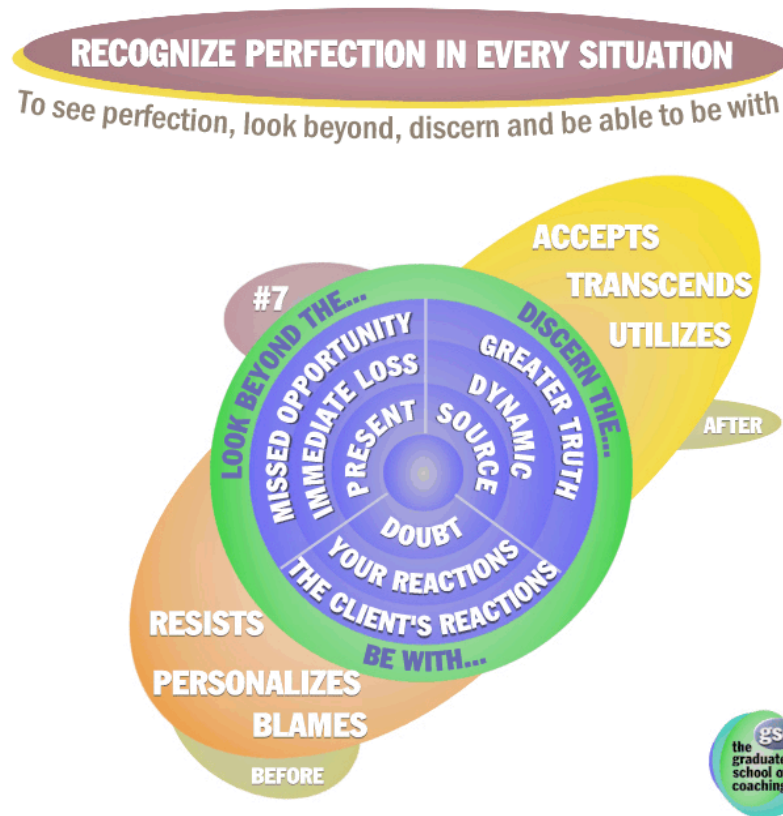 RECOGNIZE PERFECTION IN EVERY SITUATION
To see perfection, look beyond, discern and be able to be with
#7
LOOK BEYOND THE...
MISSED OPPORTUNITY
IMMEDIATE LOSS
PRESENT
DISCERN THE...
GREATER TRUTH
DYNAMIC
SOURCE
DOUBT
YOUR REACTIONS
THE CLIENT'S REACTIONS
BE WITH...
ACCEPTS
TRANSCENDS
UTILIZES
AFTER
RESISTS
PERSONALIZES
BLAMES
BEFORE
gs
the
graduate
school o
coaching